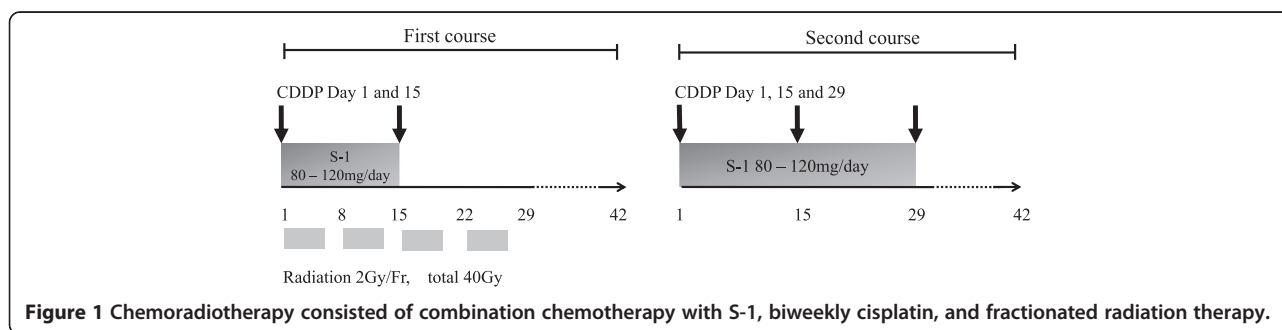 First course
Second course
CDDP Day 1 and 15
CDDP Day 1, 15 and 29
S-1
80 – 120mg/day
S-1 80 – 120mg/day
1 8 15 22 29 42
1 15 29 42
Radiation 2Gy/Fr, total 40Gy
Figure 1 Chemoradiotherapy consisted of combination chemotherapy with S-1, biweekly cisplatin, and fractionated radiation therapy.